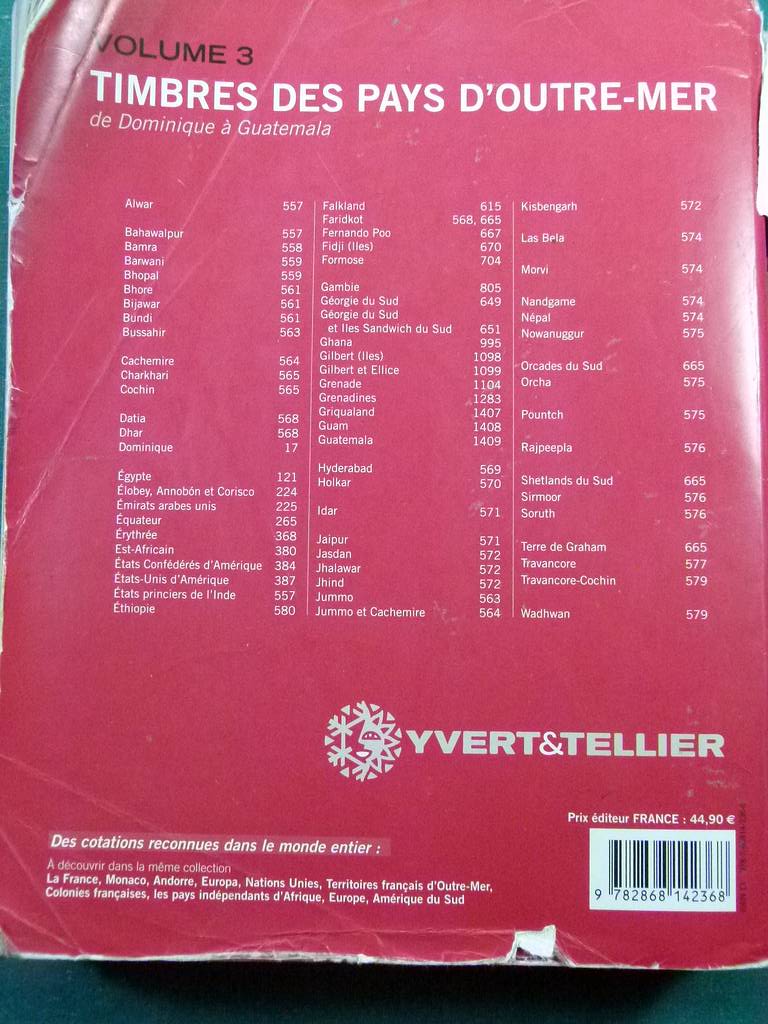 VOLUME 3
TIMBRES DES PAYS D'OUTRE-MER
de Dominique à Guatemala
Alwar 557
Bahawalpur 557
Bamra 558
Barwani 559
Bhopal 559
Bhore 561
Bijawar 561
Bundi 561
Bussahir 563
Cachemire 564
Charkhari 565
Cochin 565
Datia 568
Dhar 568
Dominique 17
Égypte 121
Élobey, Annobón et Corisco 224
Émirats arabes unis 225
Équateur 265
Érythrée 368
Est-Africain 380
États Confédérés d'Amérique 384
États-Unis d'Amérique 387
États princiers de l'Inde 557
Éthiopie 580
Falkland 615
Faridkot 568, 665
Fernando Poo 667
Fidji (Iles) 670
Formose 704
Gambie 805
Géorgie du Sud 649
Géorgie du Sud
et Iles Sandwich du Sud 651
Ghana 995
Gilbert (Iles) 1098
Gilbert et Ellice 1099
Grenade 1104
Grenadines 1283
Griqualand 1407
Guam 1408
Guatemala 1409
Hyderabad 569
Holkar 570
Idar 571
Jaipur 571
Jasdan 572
Jhalawar 572
Jhind 572
Jummo 563
Jummo et Cachemire 564
Kisbengarh 572
Las Bela 574
Morvi 574
Nandgame 574
Népal 574
Nowanuggur 575
Orcades du Sud 665
Orcha 575
Pountch 575
Rajpeepla 576
Shetlands du Sud 665
Sirmoor 576
Soruth 576
Terre de Graham 665
Travancore 577
Travancore-Cochin 579
Wadhwan 579
YVERT&TELLIER
Prix éditeur FRANCE : 44,90 €
Des cotations reconnues dans le monde entier :
À découvrir dans la même collection
La France, Monaco, Andorre, Europa, Nations Unies, Territoires français d'Outre-Mer,
Colonies françaises, les pays indépendants d'Afrique, Europe, Amérique du Sud
9 782868 142368